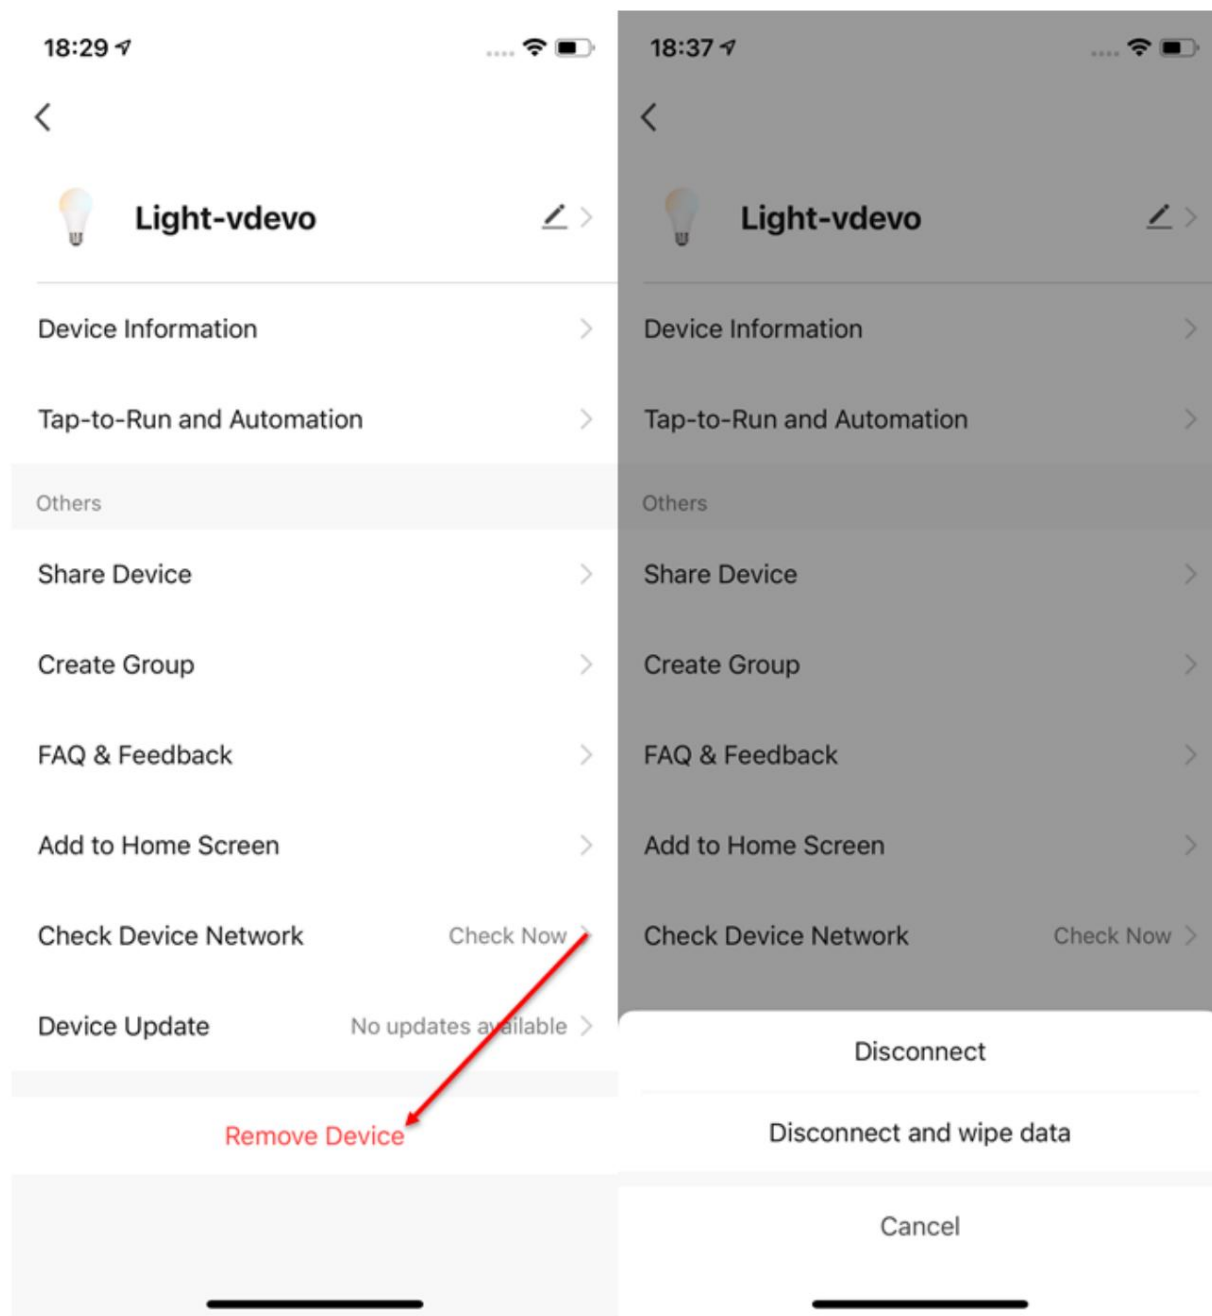 18:29
Light-vdevo
Device Information
Tap-to-Run and Automation
Others
Share Device
Create Group
FAQ & Feedback
Add to Home Screen
Check Device Network Check Now
Device Update No updates available
Remove Device
18:37
Light-vdevo
Device Information
Tap-to-Run and Automation
Others
Share Device
Create Group
FAQ & Feedback
Add to Home Screen
Check Device Network Check Now
Disconnect
Disconnect and wipe data
Cancel